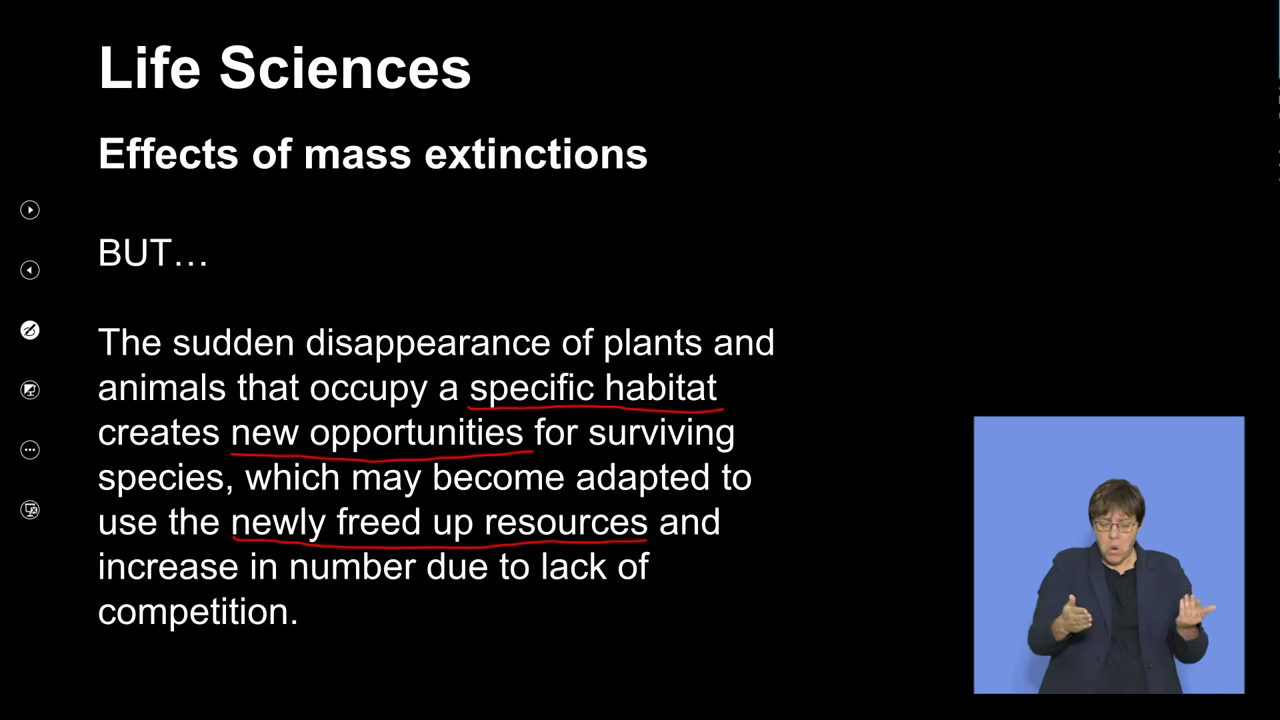 Life Sciences
Effects of mass extinctions
BUT…
The sudden disappearance of plants and
animals that occupy a specific habitat
creates new opportunities for surviving
species, which may become adapted to
use the newly freed up resources and
increase in number due to lack of
competition.